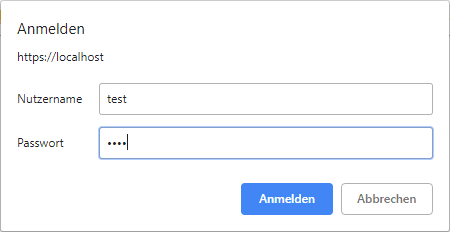 Anmelden
https://localhost
Nutzername test
Passwort ••••
Anmelden Abbrechen